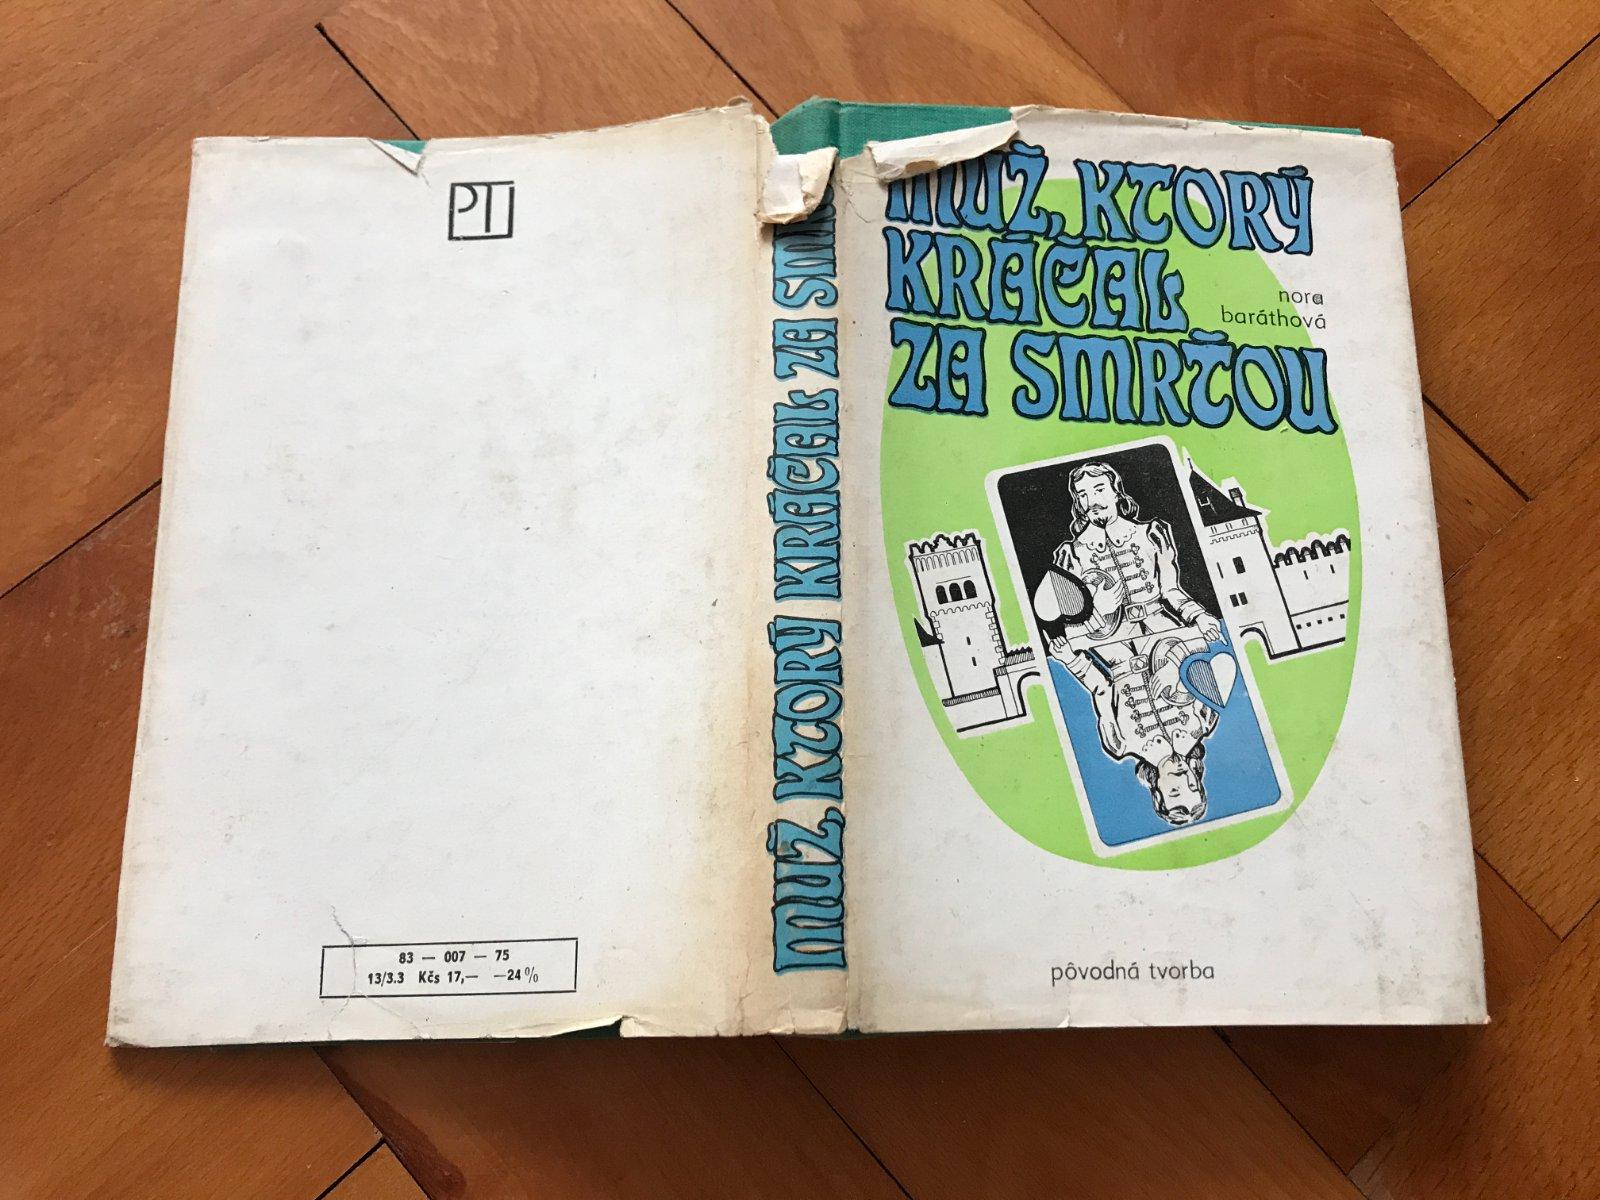 PT
83 — 007 — 75
13/3.3 Kčs 17,— —24%
MUŽ, KTORÝ KRÁČAL ZA
MUŽ, KTORÝ
KRÁČAL
nora
baráthová
ZA SMRŤOU
pôvodná tvorba